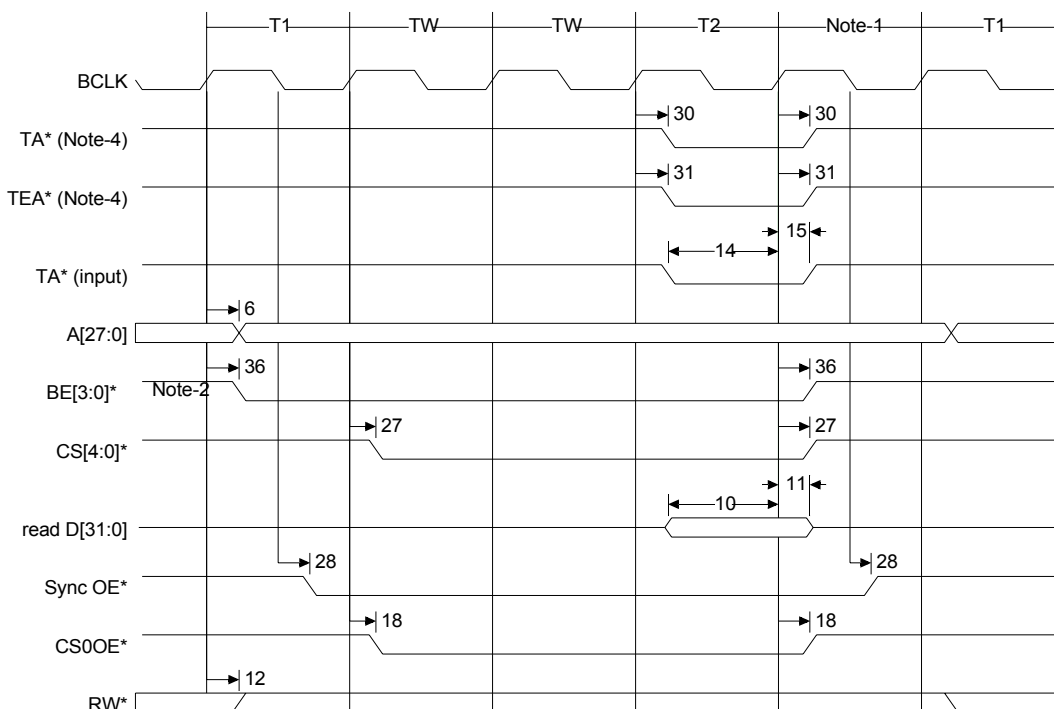 T1 TW TW T2 Note-1 T1
BCLK
30 30
TA* (Note-4)
31 31
TEA* (Note-4)
15
14
TA* (input)
6
A[27:0]
36 36
BE[3:0]* Note-2
27 27
CS[4:0]*
11
10
read D[31:0]
28 28
Sync OE*
18 18
CS0OE*
12
RW*